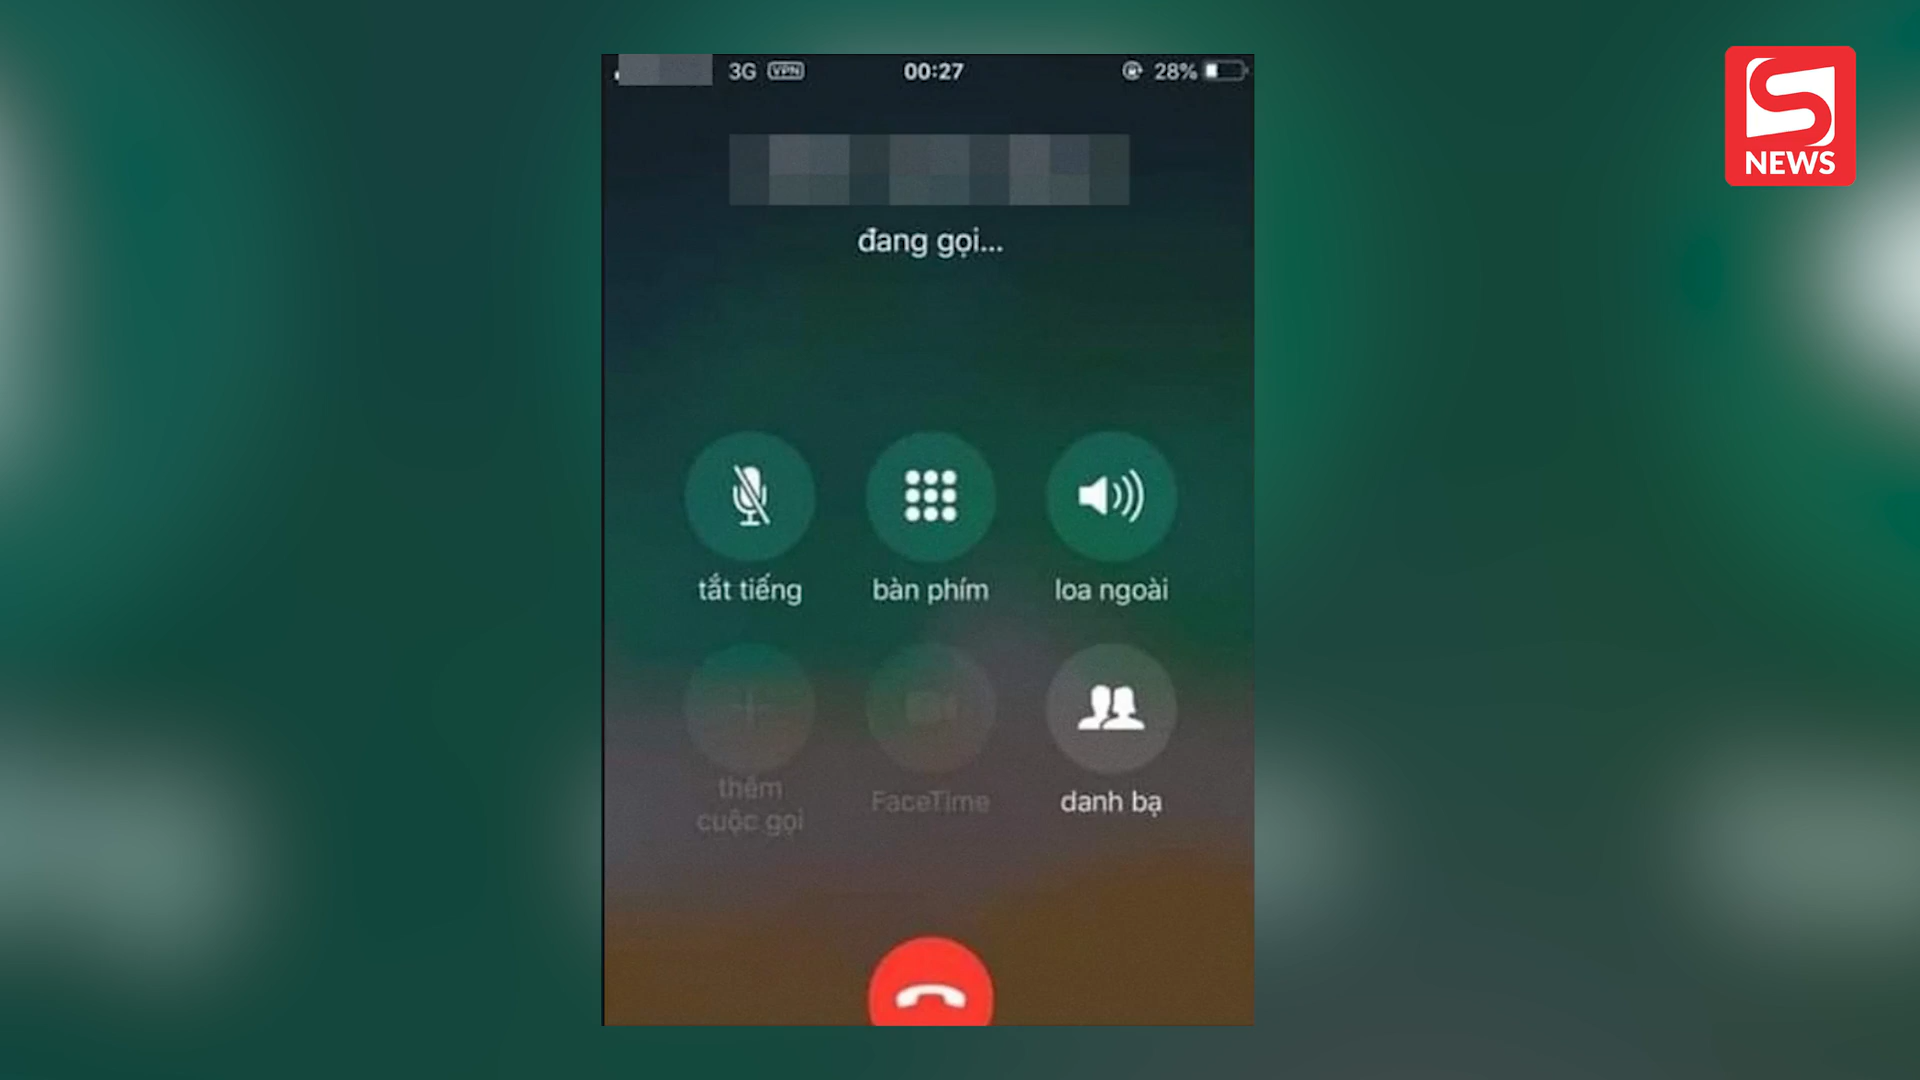 3G VPN 00:27 28%
đang gọi...
tắt tiếng bàn phím loa ngoài
thêm
cuộc gọi
FaceTime danh bạ
S
NEWS